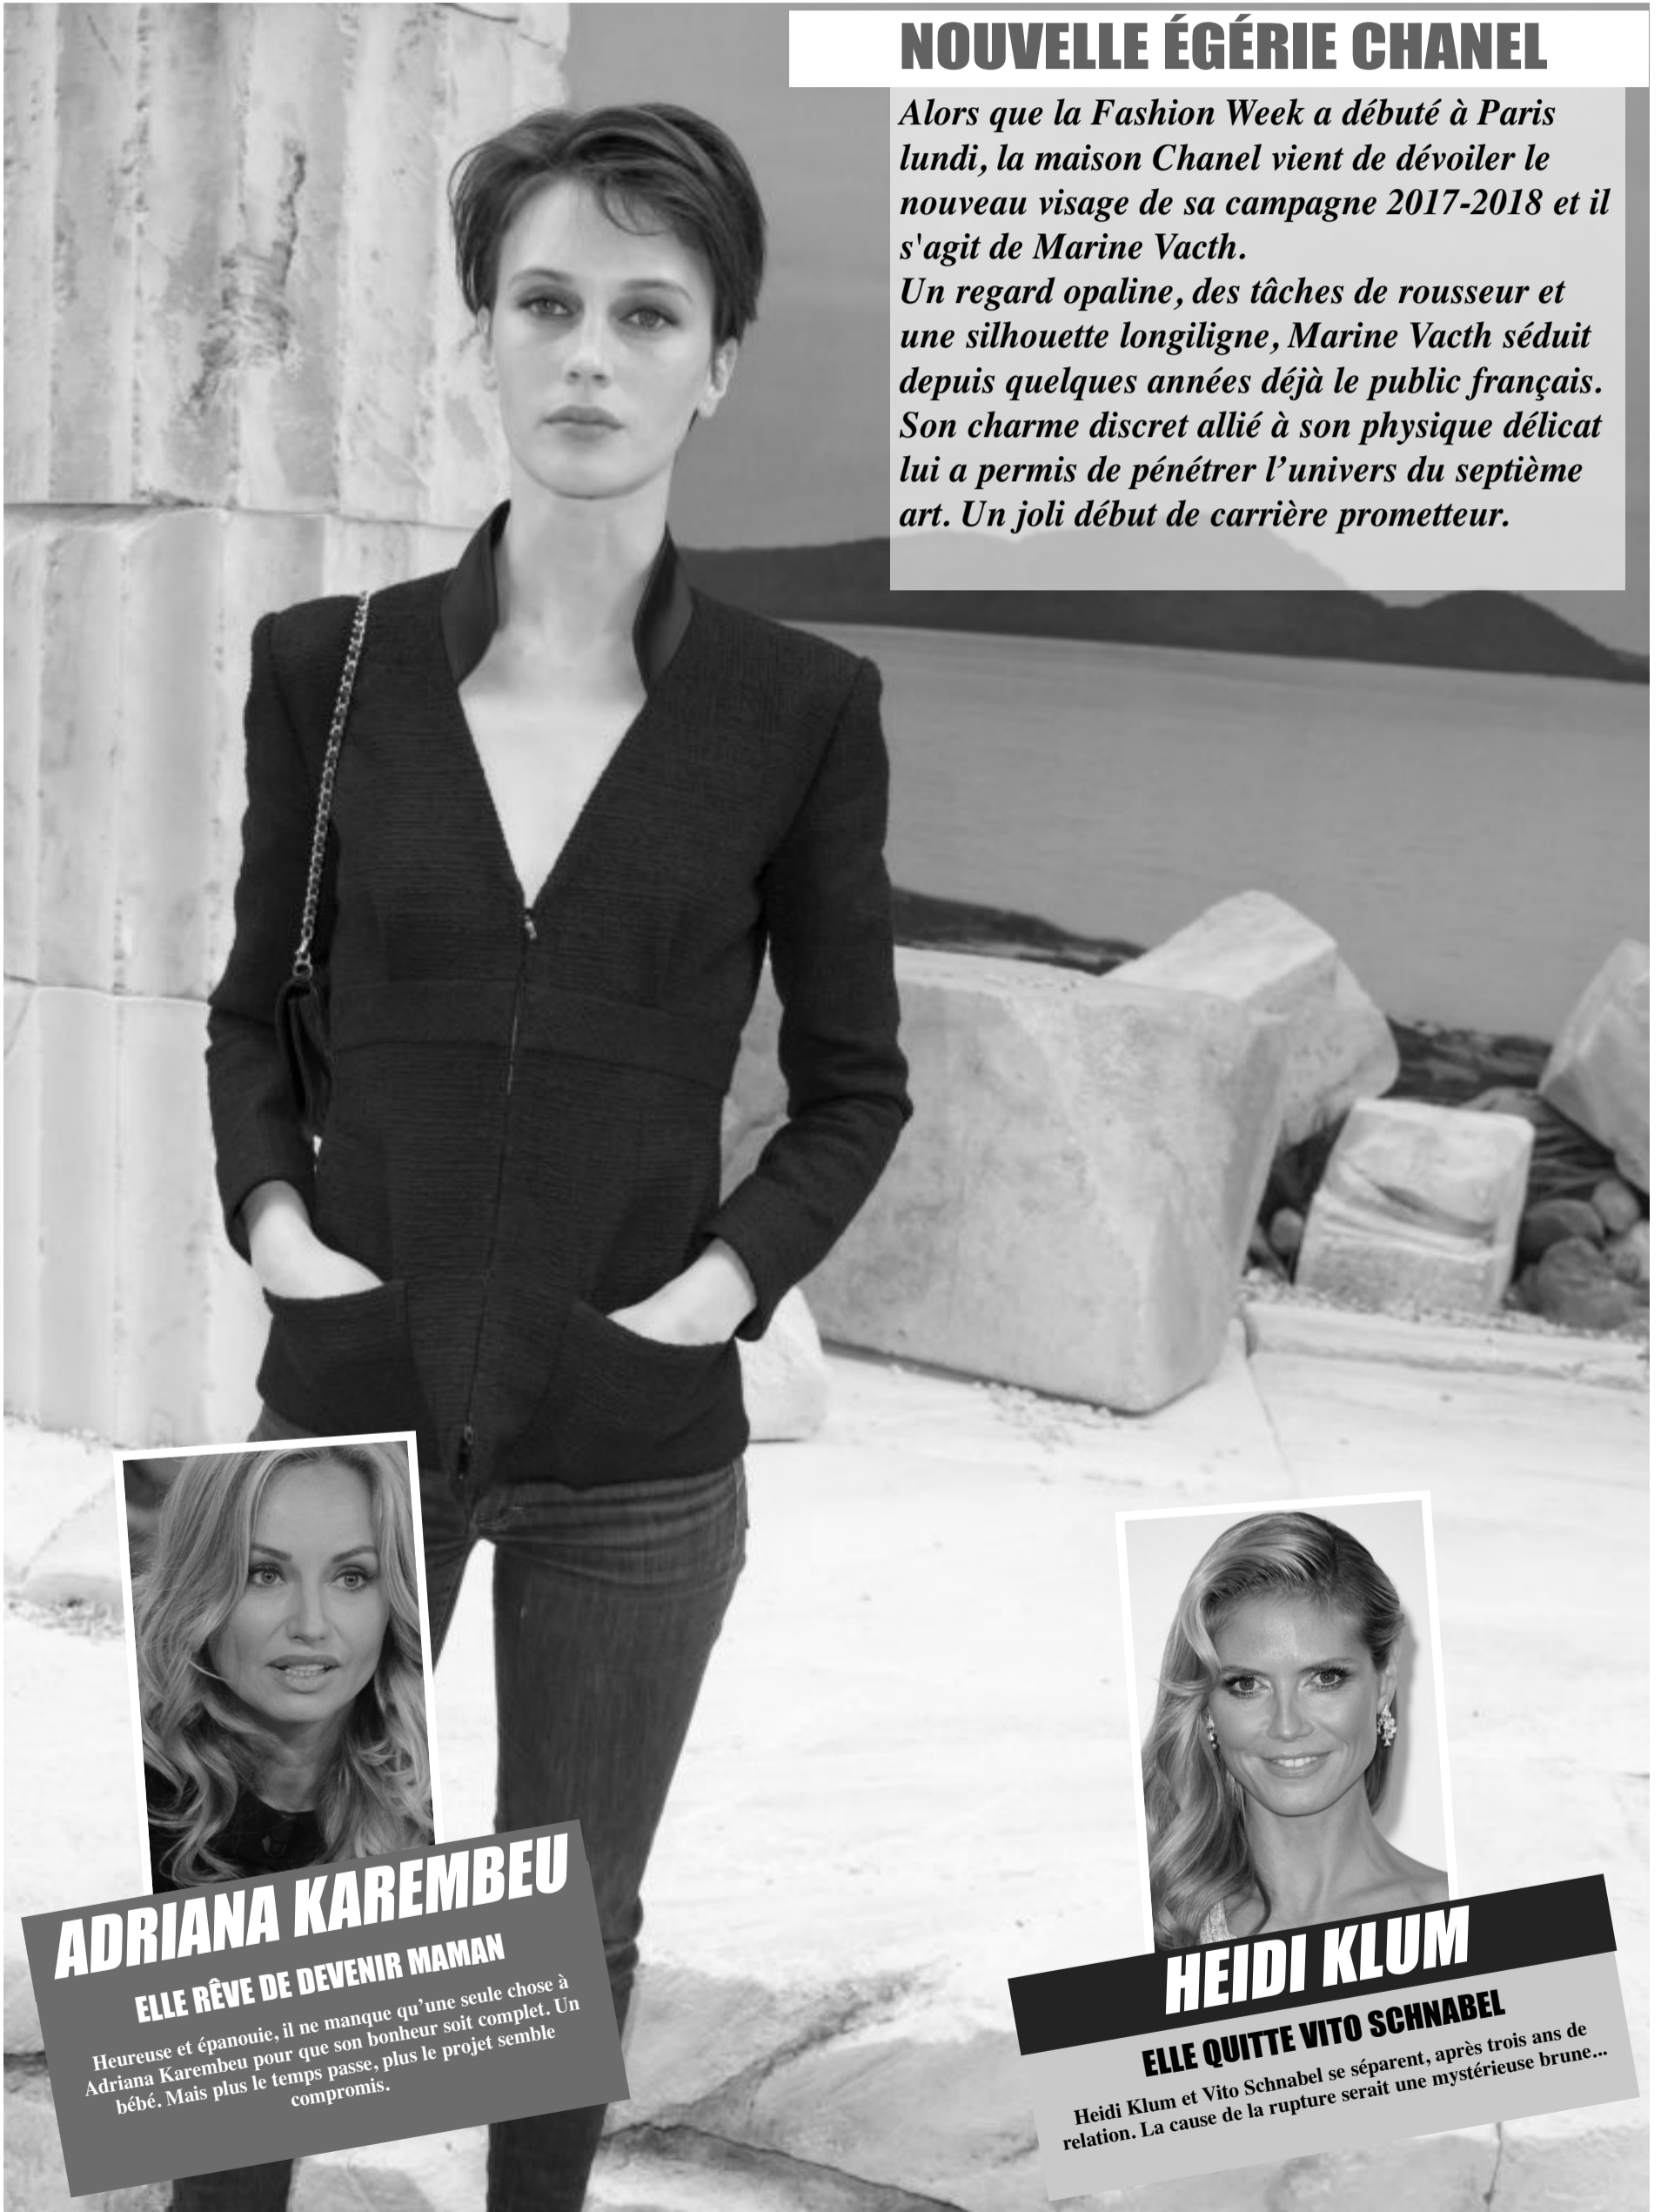 NOUVELLE ÉGÉRIE CHANEL
Alors que la Fashion Week a débuté à Paris
lundi, la maison Chanel vient de dévoiler le
nouveau visage de sa campagne 2017-2018 et il
s'agit de Marine Vacth.
Un regard opaline, des tâches de rousseur et
une silhouette longiligne, Marine Vacth séduit
depuis quelques années déjà le public français.
Son charme discret allié à son physique délicat
lui a permis de pénétrer l’univers du septième
art. Un joli début de carrière prometteur.
ADRIANA KAREMBEU
ELLE RÊVE DE DEVENIR MAMAN
Heureuse et épanouie, il ne manque qu’une seule chose à
Adriana Karembeu pour que son bonheur soit complet. Un
bébé. Mais plus le temps passe, plus le projet semble
compromis.
HEIDI KLUM
ELLE QUITTE VITO SCHNABEL
Heidi Klum et Vito Schnabel se séparent, après trois ans de
relation. La cause de la rupture serait une mystérieuse brune...